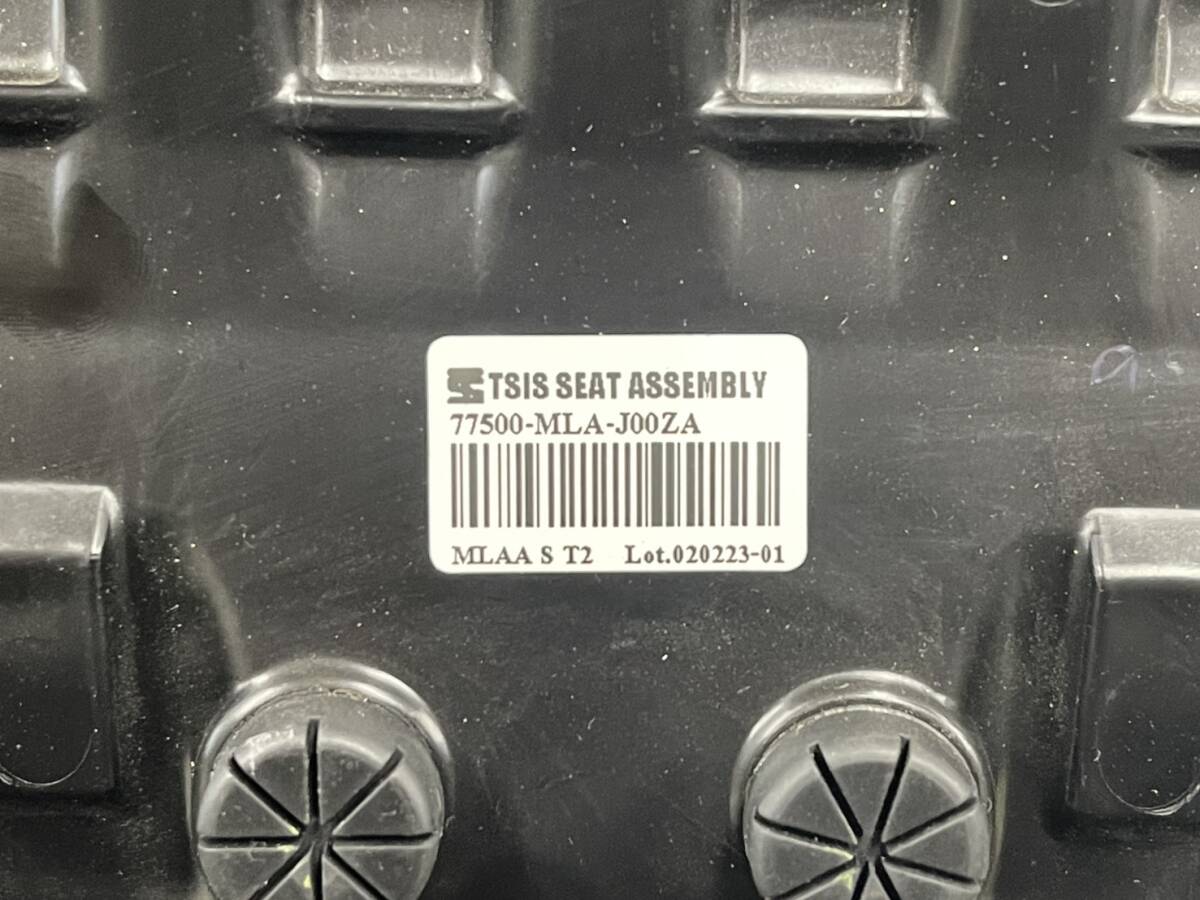 TSIS SEAT ASSEMBLY
77500-MLA-J00ZA
MLAA S T2 Lot.020223-01